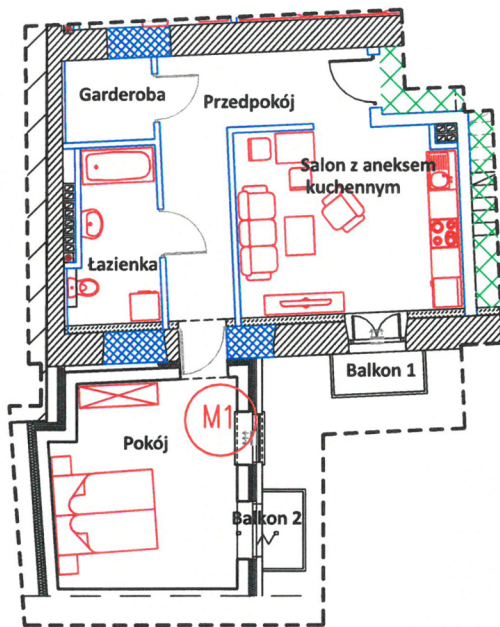 Garderoba
Przedpokój
Salon z aneksem
kuchennym
Łazienka
Balkon 1
M1
Pokój
Balkon 2